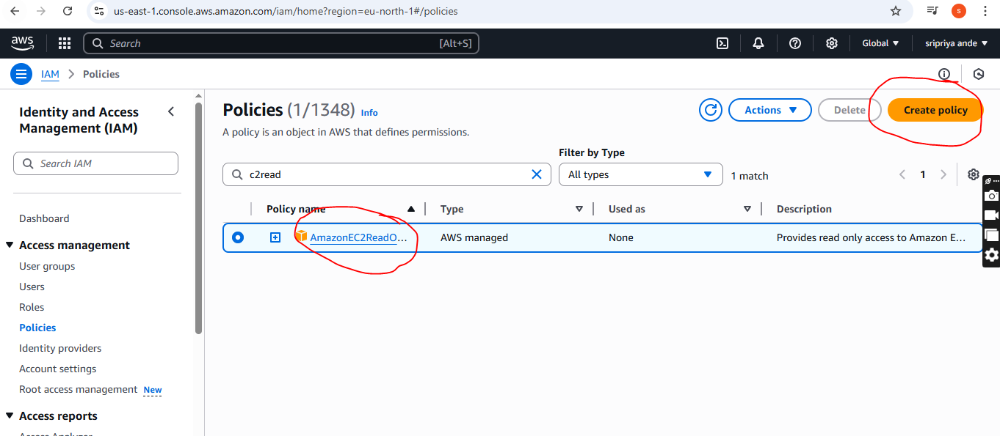 us-east-1.console.aws.amazon.com/iam/home?region=eu-north-1#/policies
S
aws
Search [Alt+S]
Global
sripriya ande
IAM
Policies
Identity and Access
Management (IAM)
Search IAM
Dashboard
Access management
User groups
Users
Roles
Policies
Identity providers
Account settings
Root access management New
Access reports
Access Analyzer
Policies (1/1348) Info
Actions
Delete
Create policy
A policy is an object in AWS that defines permissions.
Filter by Type
c2read
All types
1 match
1
Policy name
Type
Used as
Description
AmazonEC2ReadO...
AWS managed
None
Provides read only access to Amazon E...